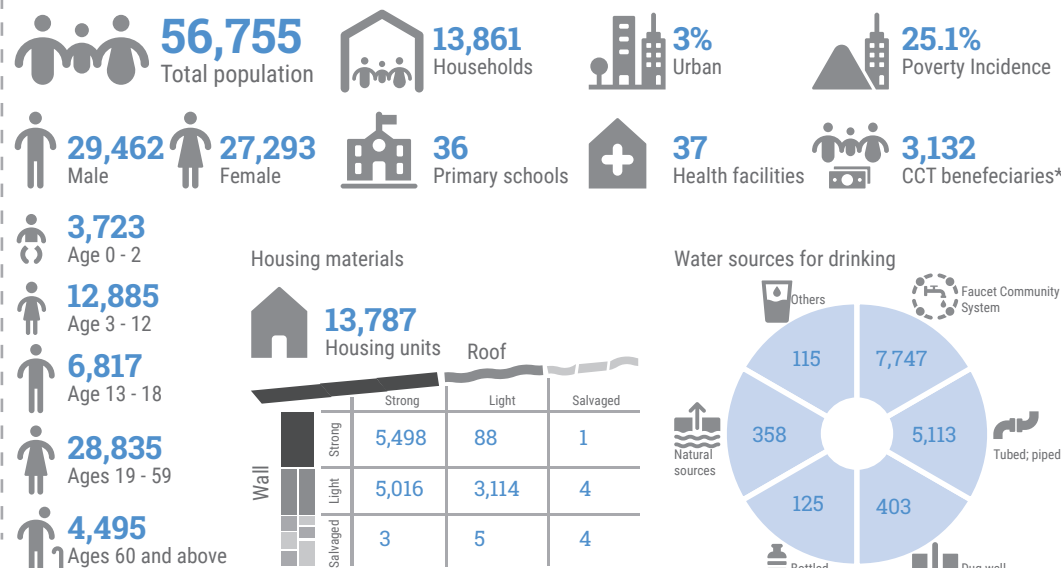 56,755
Total population
13,861
Households
3%
Urban
25.1%
Poverty Incidence
29,462
Male
27,293
Female
36
Primary schools
37
Health facilities
3,132
CCT benefeciaries*
3,723
Age 0 - 2
12,885
Age 3 - 12
6,817
Age 13 - 18
28,835
Ages 19 - 59
4,495
Ages 60 and above
Housing materials
13,787
Housing units
Roof
Strong
Light
Salvaged
Wall
Strong
5,498
88
1
Light
5,016
3,114
4
Salvaged
3
5
4
Water sources for drinking
Others
Faucet Community
System
115
7,747
358
5,113
Natural
sources
Tubed; piped
125
403
Bottled
Dug well